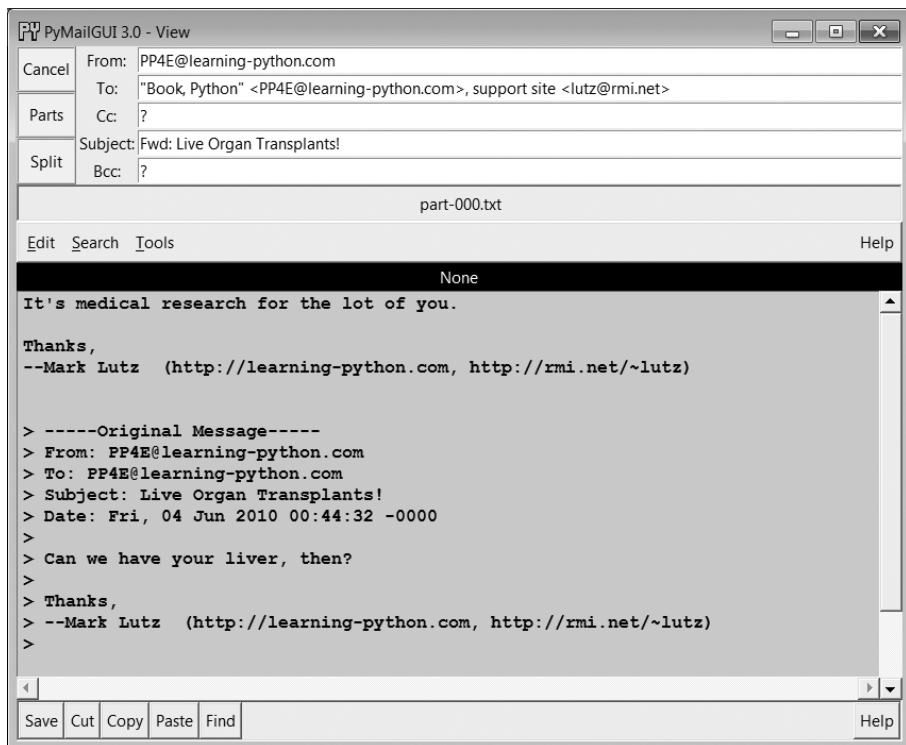 PY PyMailGUI 3.0 - View
Cancel
From: PP4E@learning-python.com
To: "Book, Python" <PP4E@learning-python.com>, support site <lutz@rmi.net>
Parts
Cc: ?
Subject: Fwd: Live Organ Transplants!
Split
Bcc: ?
part-000.txt
Edit Search Tools Help
None
It's medical research for the lot of you.
Thanks,
--Mark Lutz (http://learning-python.com, http://rmi.net/~lutz)
> -----Original Message-----
> From: PP4E@learning-python.com
> To: PP4E@learning-python.com
> Subject: Live Organ Transplants!
> Date: Fri, 04 Jun 2010 00:44:32 -0000
>
> Can we have your liver, then?
>
> Thanks,
> --Mark Lutz (http://learning-python.com, http://rmi.net/~lutz)
>
Save Cut Copy Paste Find Help